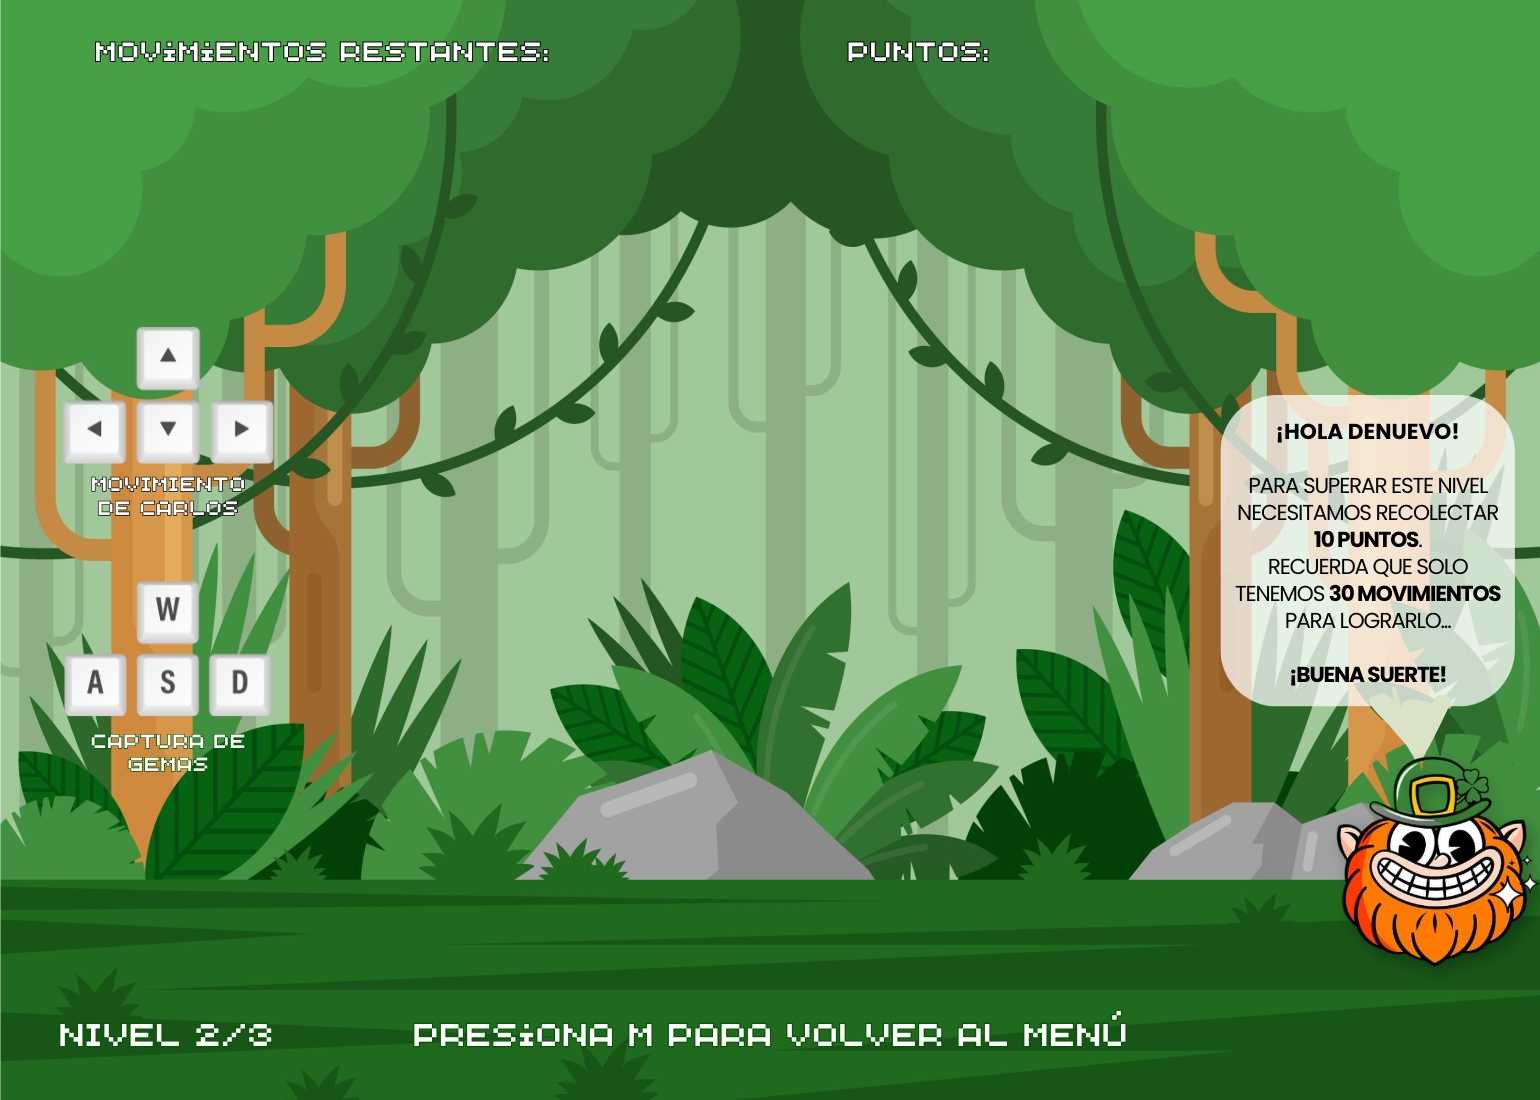 MOViMiENTOS RESTANTES:
PUNTOS:
MOVIMIENTO
DE CARLOS
W
A S D
CAPTURA DE
GEMAS
¡HOLA DENUEVO!
PARA SUPERAR ESTE NIVEL
NECESITAMOS RECOLECTAR
10 PUNTOS.
RECUERDA QUE SOLO
TENEMOS 30 MOVIMIENTOS
PARA LOGRARLO...
¡BUENA SUERTE!
NIVEL 2/3
PRESiONA M PARA VOLVER AL MENÚ